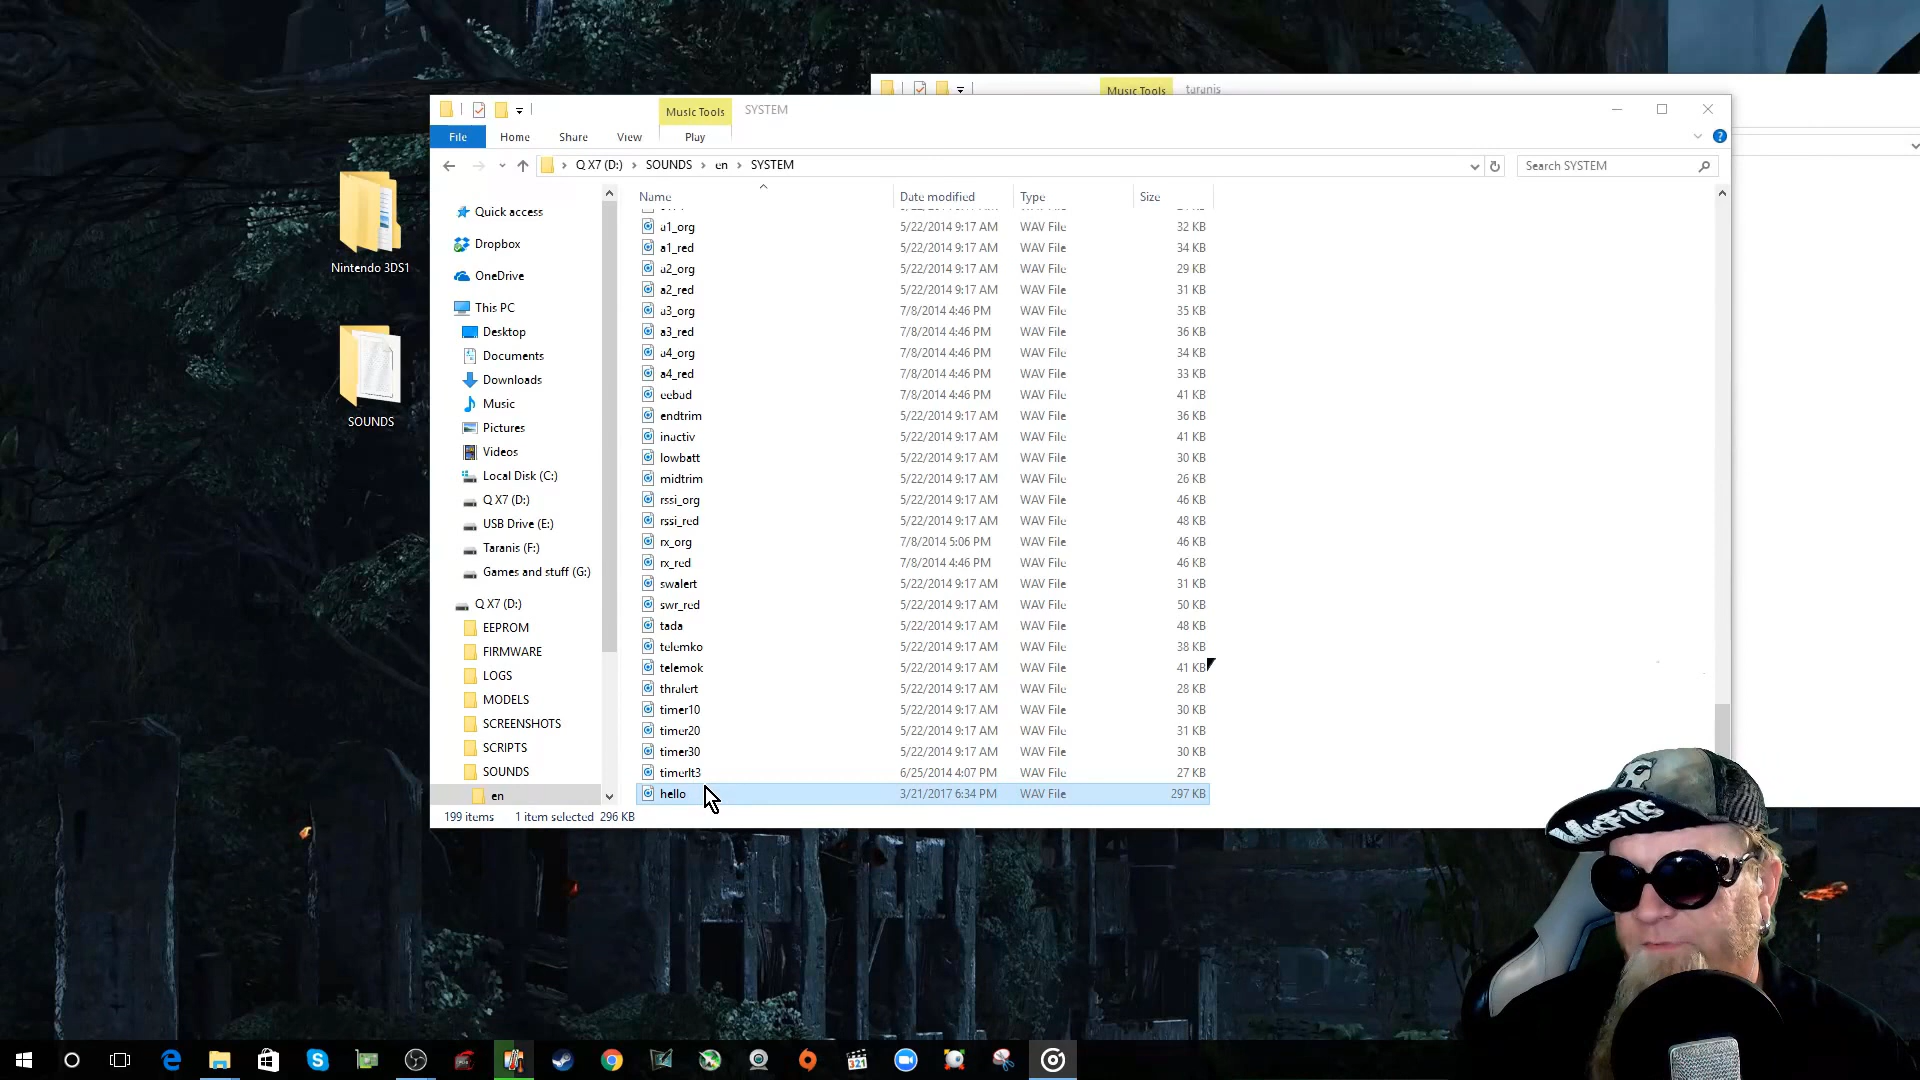 Music Tools
taranis
Music Tools
SYSTEM
File
Home
Share
View
Play
Q X7 (D:)
SOUNDS
en
SYSTEM
Search SYSTEM
Name
Date modified
Type
Size
Quick access
Dropbox
OneDrive
This PC
Desktop
Documents
Downloads
Music
Pictures
Videos
Local Disk (C:)
Q X7 (D:)
USB Drive (E:)
Taranis (F:)
Games and stuff (G:)
Q X7 (D:)
EEPROM
FIRMWARE
LOGS
MODELS
SCREENSHOTS
SCRIPTS
SOUNDS
en
a1_org 5/22/2014 9:17 AM WAV File 32 KB
a1_red 5/22/2014 9:17 AM WAV File 34 KB
a2_org 5/22/2014 9:17 AM WAV File 29 KB
a2_red 5/22/2014 9:17 AM WAV File 31 KB
a3_org 7/8/2014 4:46 PM WAV File 35 KB
a3_red 7/8/2014 4:46 PM WAV File 36 KB
a4_org 7/8/2014 4:46 PM WAV File 34 KB
a4_red 7/8/2014 4:46 PM WAV File 33 KB
eebad 7/8/2014 4:46 PM WAV File 41 KB
endtrim 5/22/2014 9:17 AM WAV File 36 KB
inactiv 5/22/2014 9:17 AM WAV File 41 KB
lowbatt 5/22/2014 9:17 AM WAV File 30 KB
midtrim 5/22/2014 9:17 AM WAV File 26 KB
rssi_org 5/22/2014 9:17 AM WAV File 46 KB
rssi_red 5/22/2014 9:17 AM WAV File 48 KB
rx_org 7/8/2014 5:06 PM WAV File 46 KB
rx_red 7/8/2014 4:46 PM WAV File 46 KB
swalert 5/22/2014 9:17 AM WAV File 31 KB
swr_red 5/22/2014 9:17 AM WAV File 50 KB
tada 5/22/2014 9:17 AM WAV File 48 KB
telemko 5/22/2014 9:17 AM WAV File 38 KB
telemok 5/22/2014 9:17 AM WAV File 41 KB
thralert 5/22/2014 9:17 AM WAV File 28 KB
timer10 5/22/2014 9:17 AM WAV File 30 KB
timer20 5/22/2014 9:17 AM WAV File 31 KB
timer30 5/22/2014 9:17 AM WAV File 30 KB
timerlt3 6/25/2014 4:07 PM WAV File 27 KB
hello 3/21/2017 6:34 PM WAV File 297 KB
199 items 1 item selected 296 KB
Nintendo 3DS1
SOUNDS
MISFITS
321